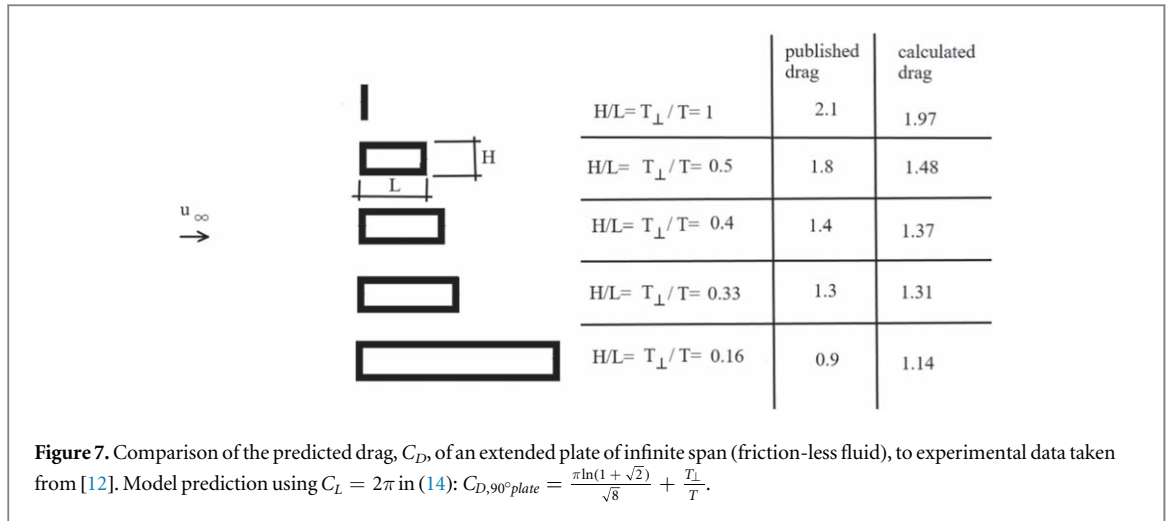 published drag calculated drag
H/L= T⊥ / T= 1 2.1 1.97
H
H/L= T⊥ / T= 0.5 1.8 1.48
L
u ∞
H/L= T⊥ / T= 0.4 1.4 1.37
H/L= T⊥ / T= 0.33 1.3 1.31
H/L= T⊥ / T= 0.16 0.9 1.14
Figure 7. Comparison of the predicted drag, C_D, of an extended plate of infinite span (friction-less fluid), to experimental data taken
from [12]. Model prediction using C_L = 2π in (14): C_{D,90°plate} = πln(1 + √2)/√8 + T⊥/T.